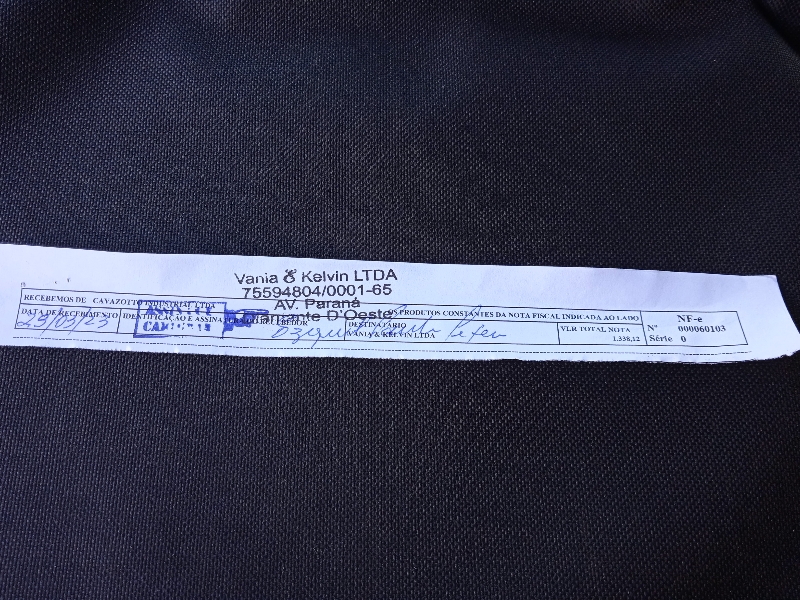 Vania & Kelvin LTDA
75594804/0001-65
AV. Paraná
Diamante D'Oeste
RECEBEMOS DE CAVAZOTTO INDUSTRIAL LTDA OS PRODUTOS CONSTANTES DA NOTA FISCAL INDICADA AO LADO
DATA DE RECEBIMENTO
IDENTIFICAÇÃO E ASSINATURA DO RECEBEDOR
DESTINATÁRIO
VANIA & KELVIN LTDA
VLR TOTAL NOTA
1.338,12
NF-e
Nº 000060103
Série 0